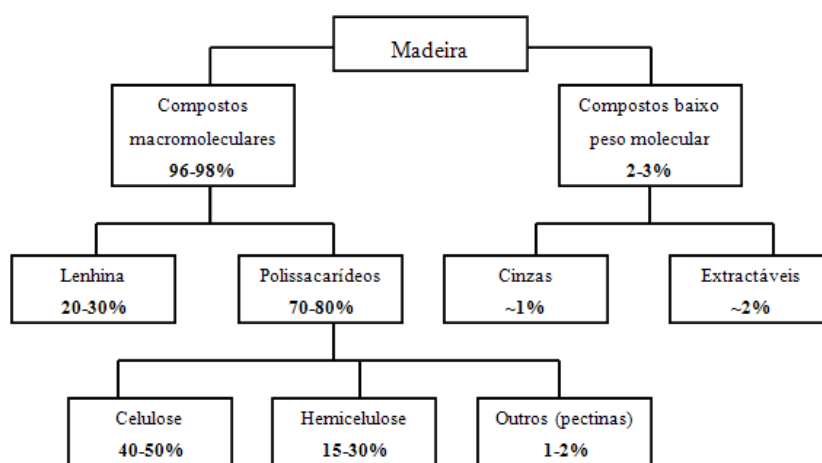 Madeira
Compostos
macromoleculares
96-98%
Compostos baixo
peso molecular
2-3%
Lenhina
20-30%
Polissacarídeos
70-80%
Cinzas
~1%
Extractáveis
~2%
Celulose
40-50%
Hemicelulose
15-30%
Outros (pectinas)
1-2%